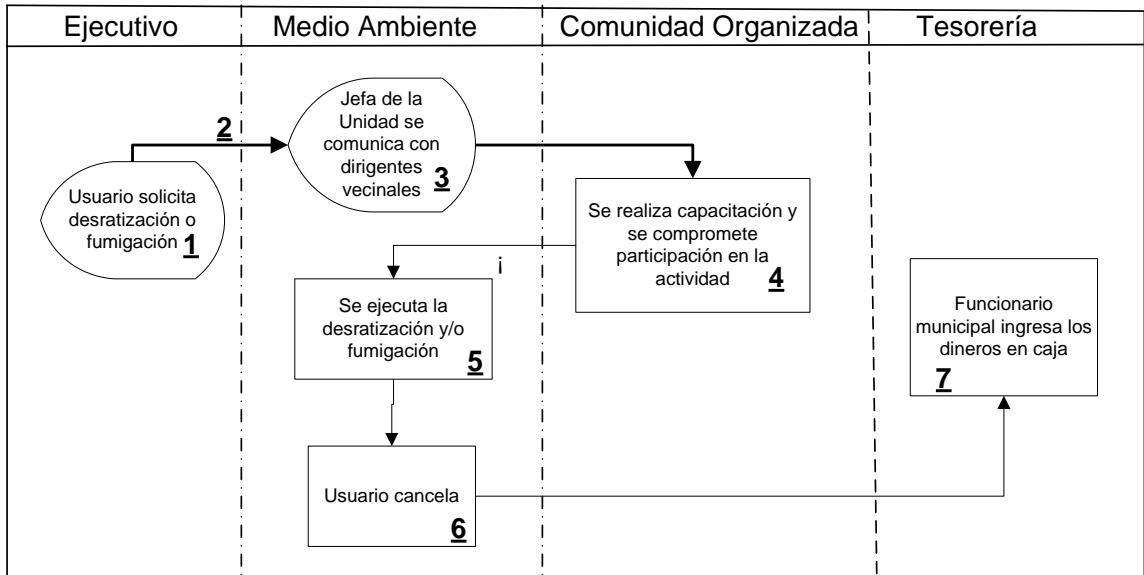 Ejecutivo
Medio Ambiente
Comunidad Organizada
Tesorería
Usuario solicita
desratización o
fumigación 1
2
Jefa de la
Unidad se
comunica con
dirigentes
vecinales 3
Se realiza capacitación y
se compromete
participación en la
actividad 4
¡
Se ejecuta la
desratización y/o
fumigación 5
Usuario cancela
6
Funcionario
municipal ingresa los
dineros en caja
7